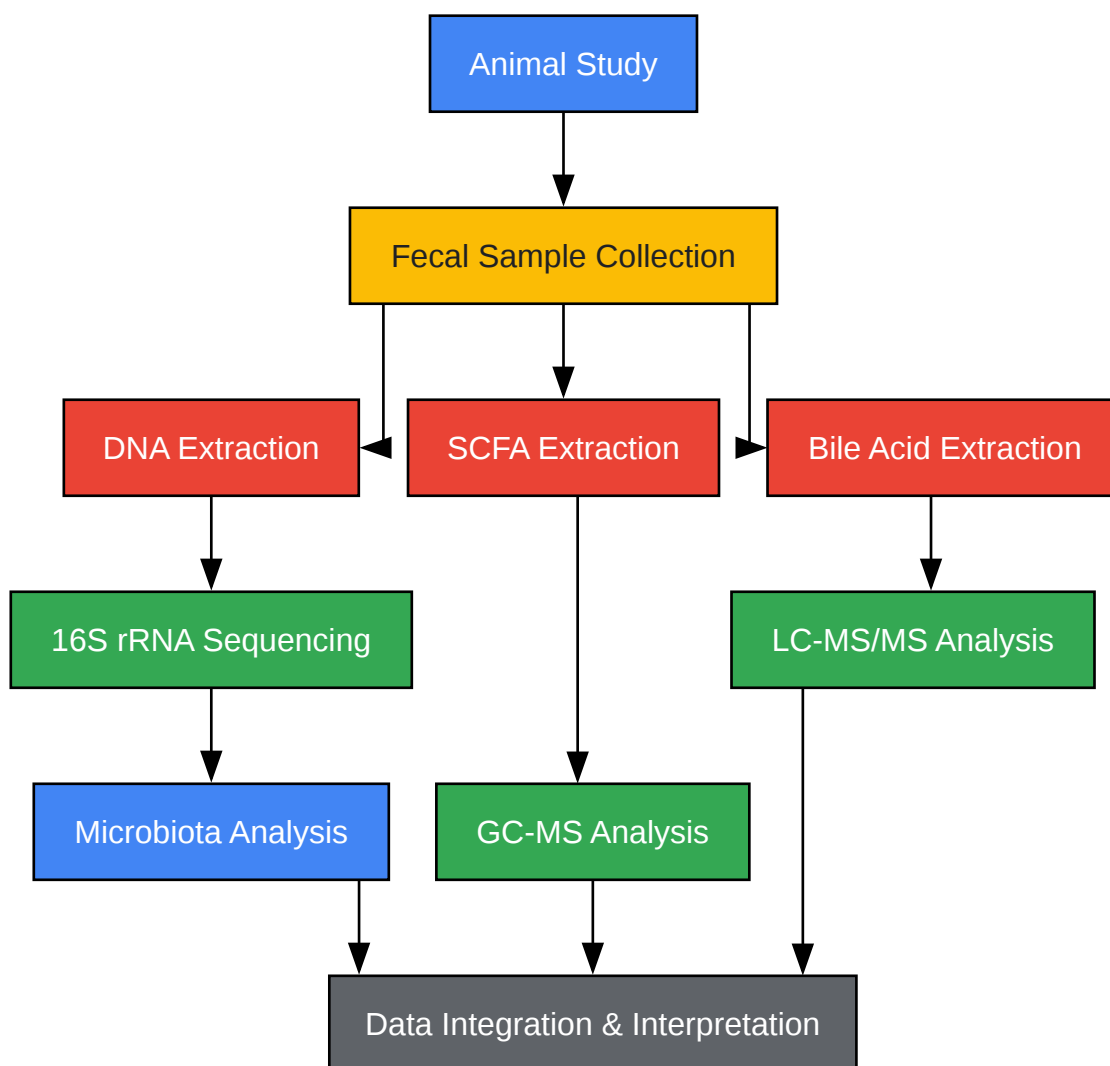 Animal Study
Fecal Sample Collection
DNA Extraction
SCFA Extraction
Bile Acid Extraction
16S rRNA Sequencing
LC-MS/MS Analysis
Microbiota Analysis
GC-MS Analysis
Data Integration & Interpretation